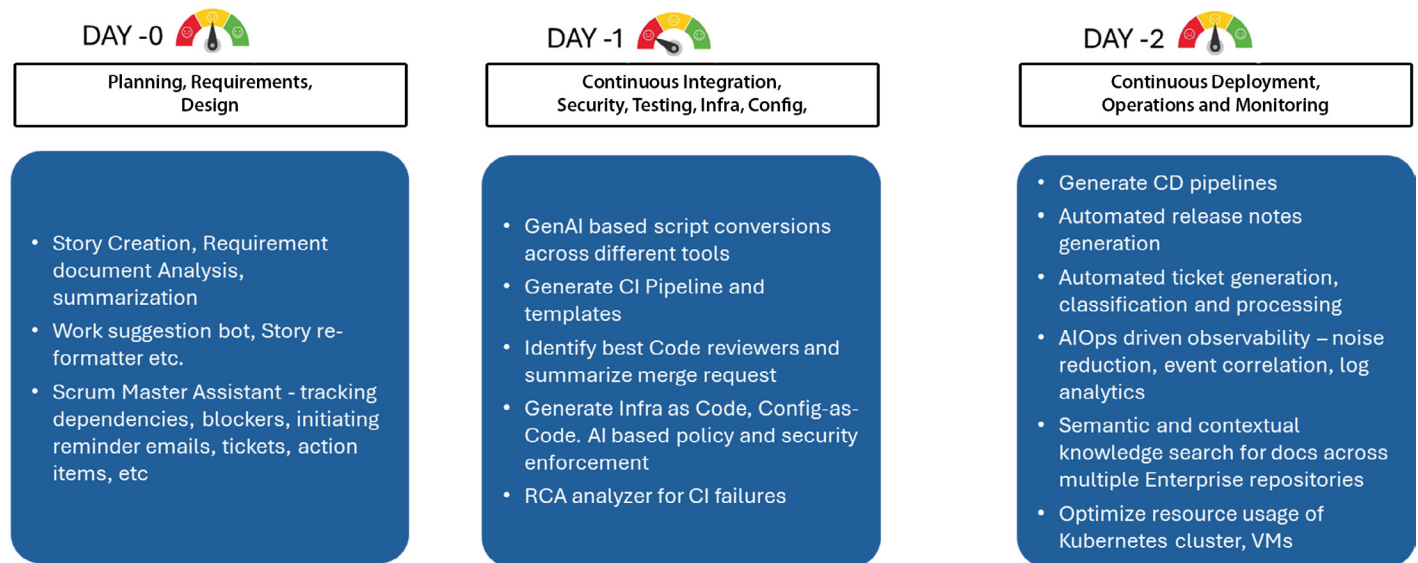 DAY -0
Planning, Requirements,
Design
• Story Creation, Requirement
document Analysis,
summarization
• Work suggestion bot, Story re-
formatter etc.
• Scrum Master Assistant - tracking
dependencies, blockers, initiating
reminder emails, tickets, action
items, etc
DAY -1
Continuous Integration,
Security, Testing, Infra, Config,
• GenAI based script conversions
across different tools
• Generate CI Pipeline and
templates
• Identify best Code reviewers and
summarize merge request
• Generate Infra as Code, Config-as-
Code. AI based policy and security
enforcement
• RCA analyzer for CI failures
DAY -2
Continuous Deployment,
Operations and Monitoring
• Generate CD pipelines
• Automated release notes
generation
• Automated ticket generation,
classification and processing
• AIOps driven observability – noise
reduction, event correlation, log
analytics
• Semantic and contextual
knowledge search for docs across
multiple Enterprise repositories
• Optimize resource usage of
Kubernetes cluster, VMs